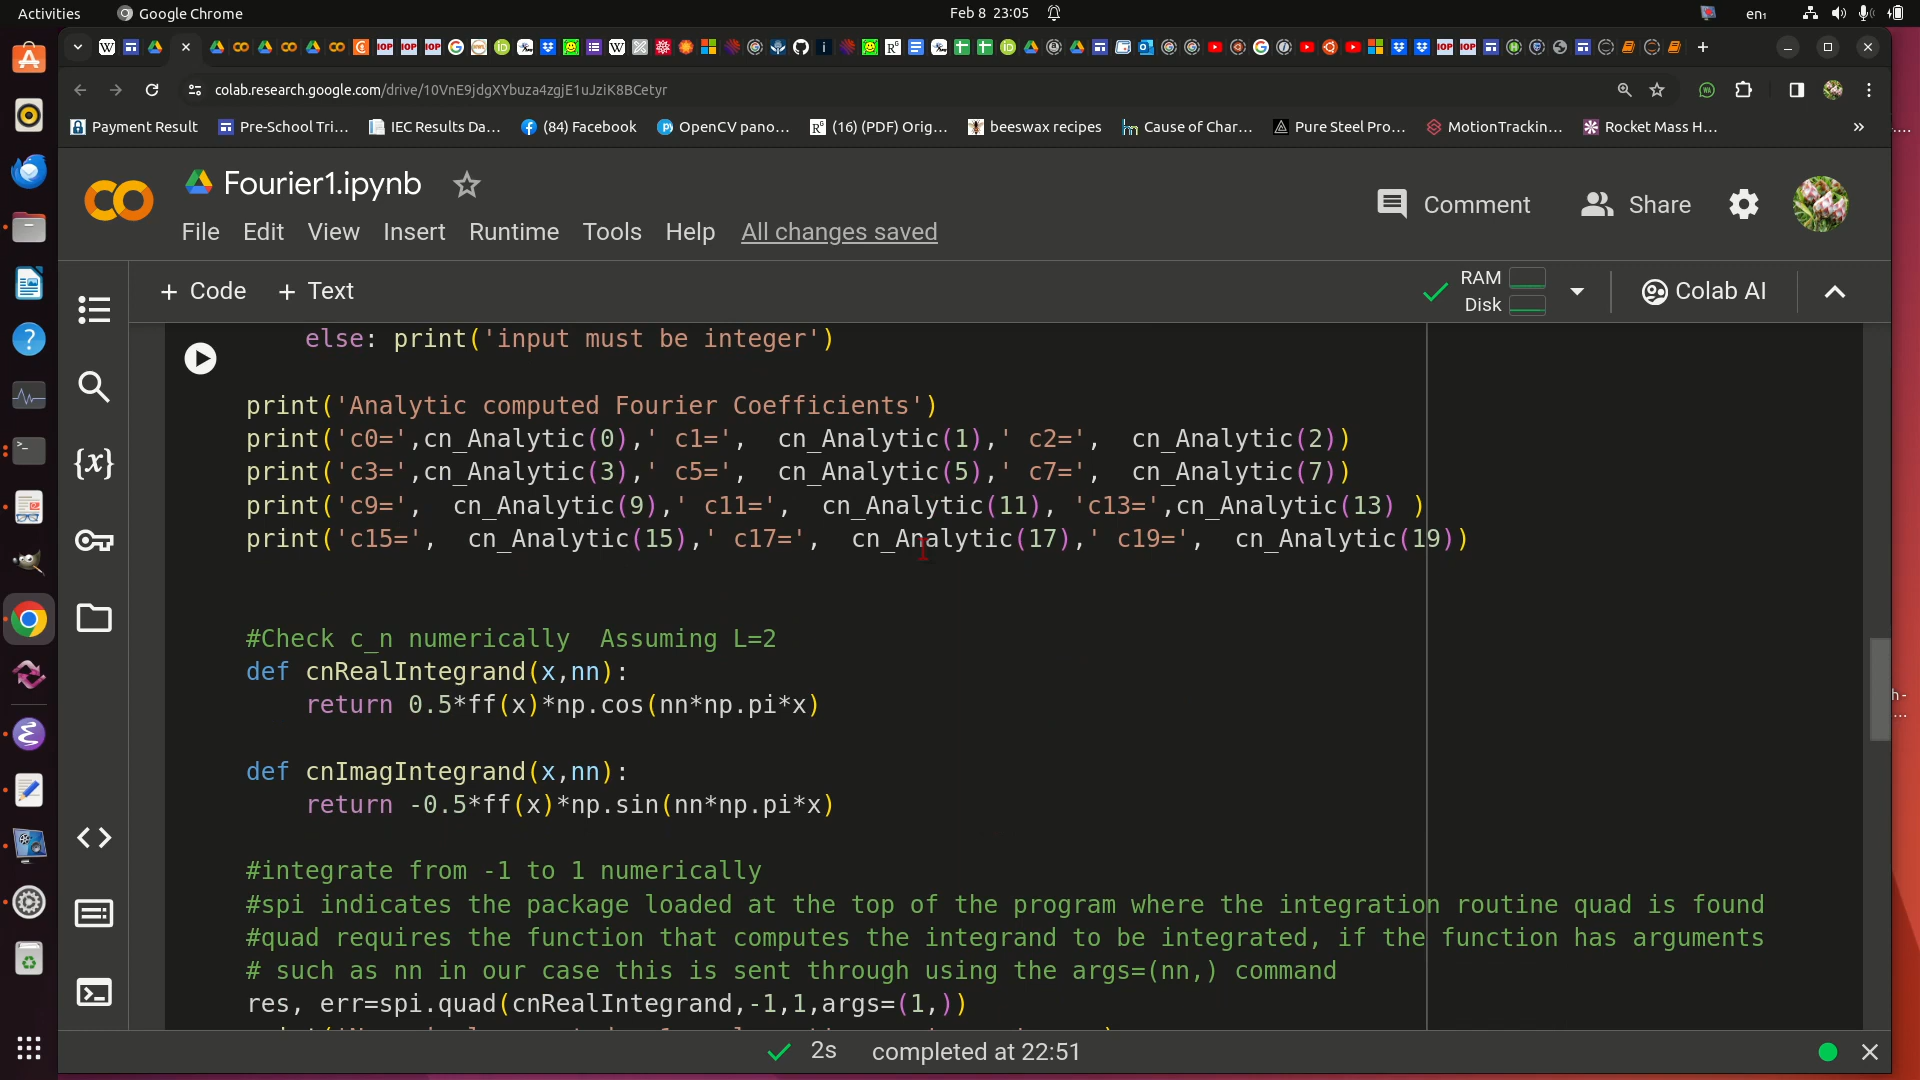 Activities
Google Chrome
Feb 8 23:05
en1
colab.research.google.com/drive/10VnE9jdgXYbuza4zgjE1uJziK8BCetyr
Payment Result
Pre-School Tri...
IEC Results Da...
(84) Facebook
OpenCV pano...
(16) (PDF) Orig...
beeswax recipes
Cause of Char...
Pure Steel Pro...
MotionTrackin...
Rocket Mass H...
»
Fourier1.ipynb
Comment
Share
File Edit View Insert Runtime Tools Help All changes saved
+ Code + Text
RAM
Disk
Colab AI
else: print('input must be integer')
print('Analytic computed Fourier Coefficients')
print('c0=',cn_Analytic(0),' c1=',  cn_Analytic(1),' c2=',  cn_Analytic(2))
print('c3=',cn_Analytic(3),' c5=',  cn_Analytic(5),' c7=',  cn_Analytic(7))
print('c9=',  cn_Analytic(9),' c11=',  cn_Analytic(11), 'c13=',cn_Analytic(13) )
print('c15=',  cn_Analytic(15),' c17=',  cn_Analytic(17),' c19=',  cn_Analytic(19))
#Check c_n numerically  Assuming L=2
def cnRealIntegrand(x,nn):
return 0.5*ff(x)*np.cos(nn*np.pi*x)
def cnImagIntegrand(x,nn):
return -0.5*ff(x)*np.sin(nn*np.pi*x)
#integrate from -1 to 1 numerically
#spi indicates the package loaded at the top of the program where the integration routine quad is found
#quad requires the function that computes the integrand to be integrated, if the function has arguments
# such as nn in our case this is sent through using the args=(nn,) command
res, err=spi.quad(cnRealIntegrand,-1,1,args=(1,))
2s completed at 22:51